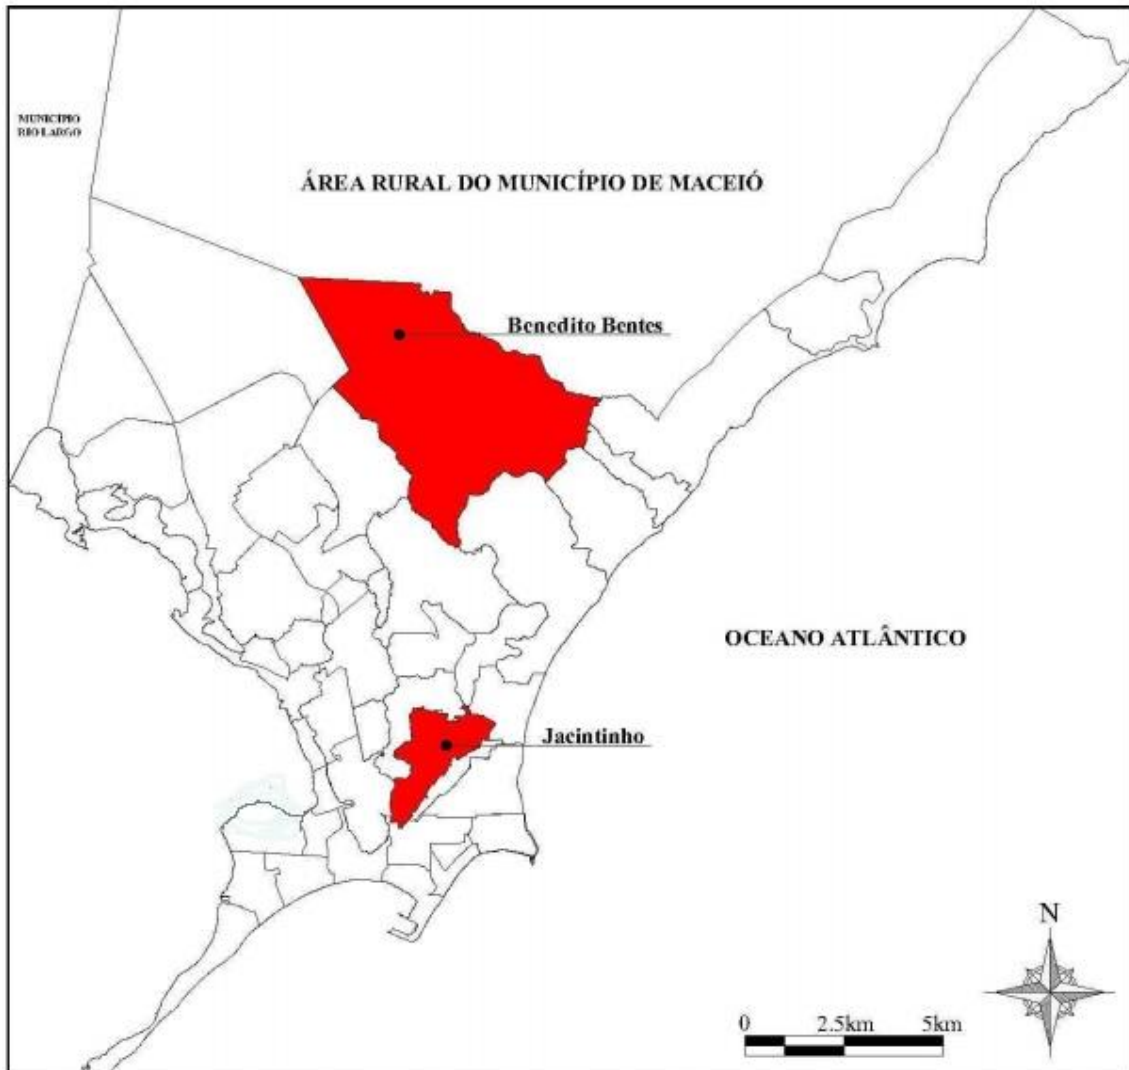 MUNICÍPIO
RIO LARGO
ÁREA RURAL DO MUNICÍPIO DE MACEIÓ
Benedito Bentes
OCEANO ATLÂNTICO
Jacintinho
N
0 2.5km 5km